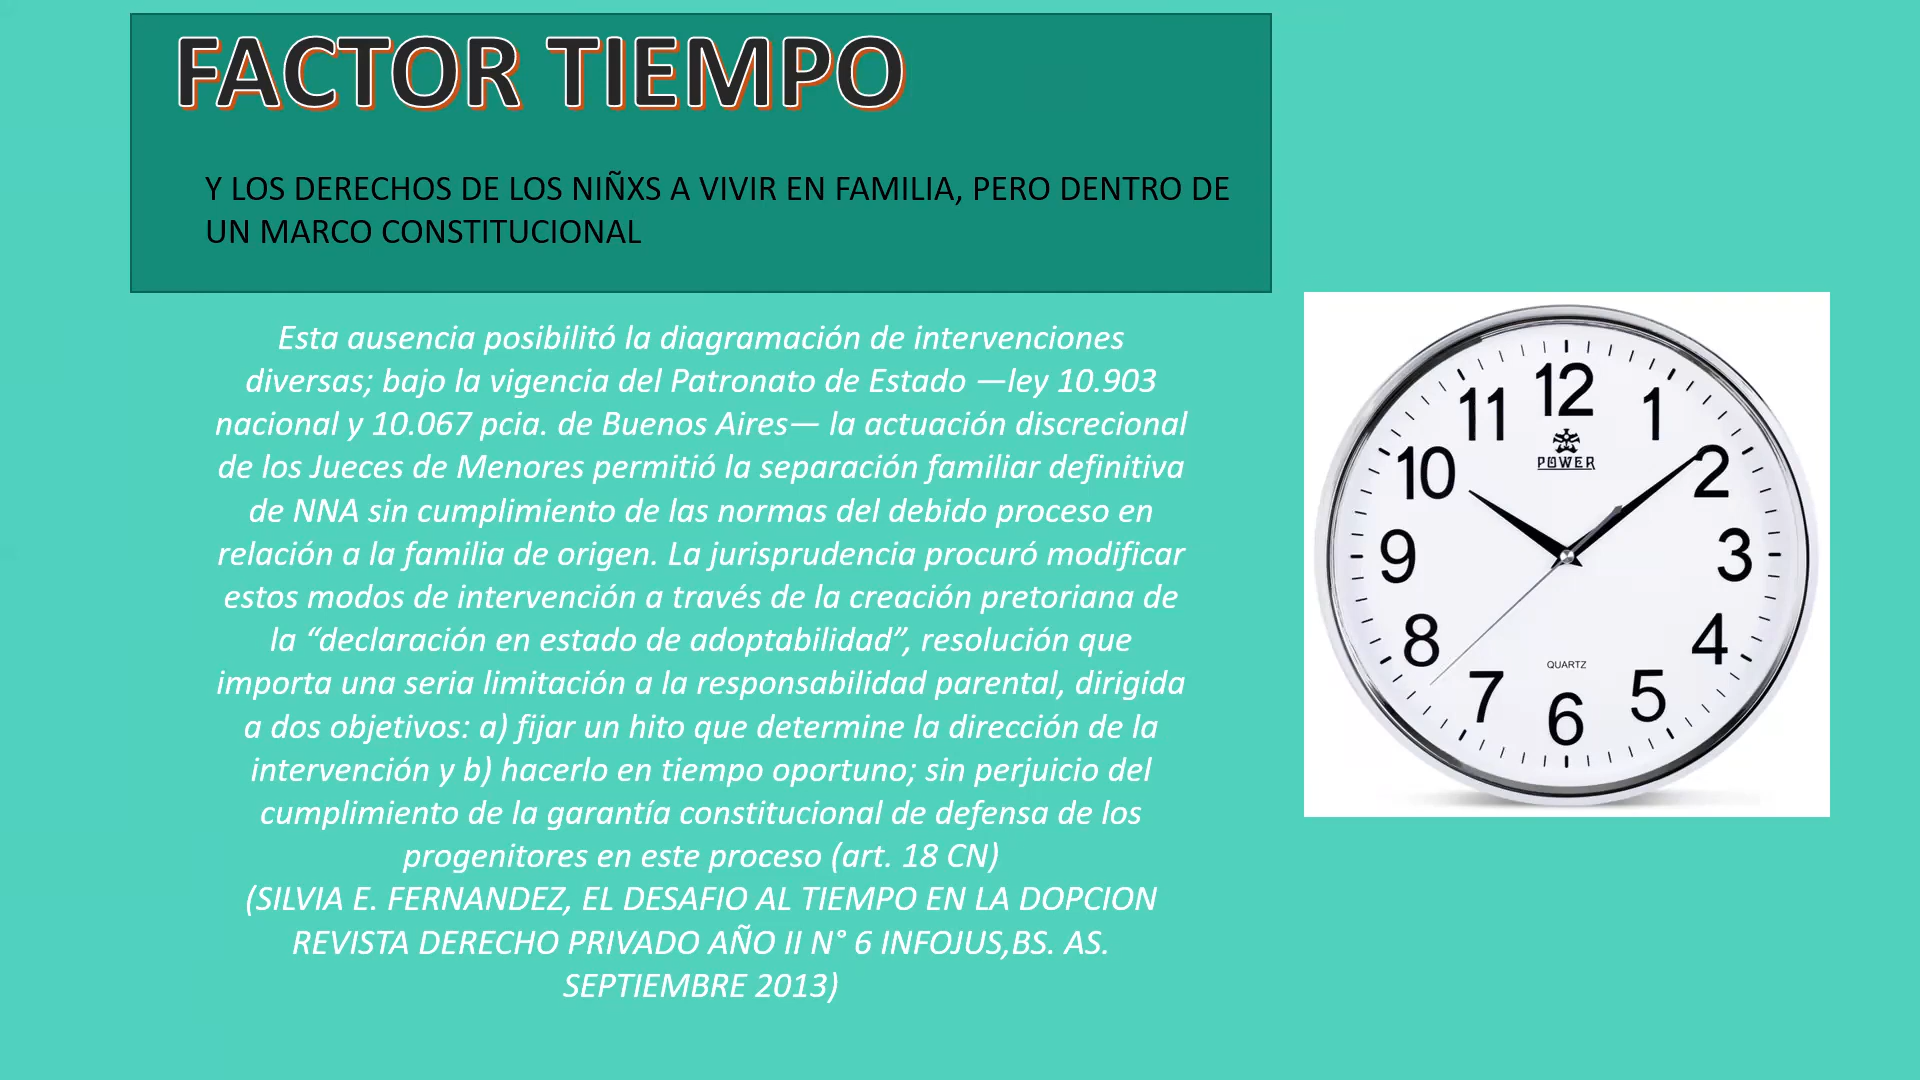 FACTOR TIEMPO
Y LOS DERECHOS DE LOS NIÑXS A VIVIR EN FAMILIA, PERO DENTRO DE
UN MARCO CONSTITUCIONAL
Esta ausencia posibilitó la diagramación de intervenciones
diversas; bajo la vigencia del Patronato de Estado —ley 10.903
nacional y 10.067 pcia. de Buenos Aires— la actuación discrecional
de los Jueces de Menores permitió la separación familiar definitiva
de NNA sin cumplimiento de las normas del debido proceso en
relación a la familia de origen. La jurisprudencia procuró modificar
estos modos de intervención a través de la creación pretoriana de
la “declaración en estado de adoptabilidad”, resolución que
importa una seria limitación a la responsabilidad parental, dirigida
a dos objetivos: a) fijar un hito que determine la dirección de la
intervención y b) hacerlo en tiempo oportuno; sin perjuicio del
cumplimiento de la garantía constitucional de defensa de los
progenitores en este proceso (art. 18 CN)
(SILVIA E. FERNANDEZ, EL DESAFIO AL TIEMPO EN LA DOPCION
REVISTA DERECHO PRIVADO AÑO II N° 6 INFOJUS,BS. AS.
SEPTIEMBRE 2013)
12
1
2
3
4
5
6
7
8
9
10
11
POWER
QUARTZ